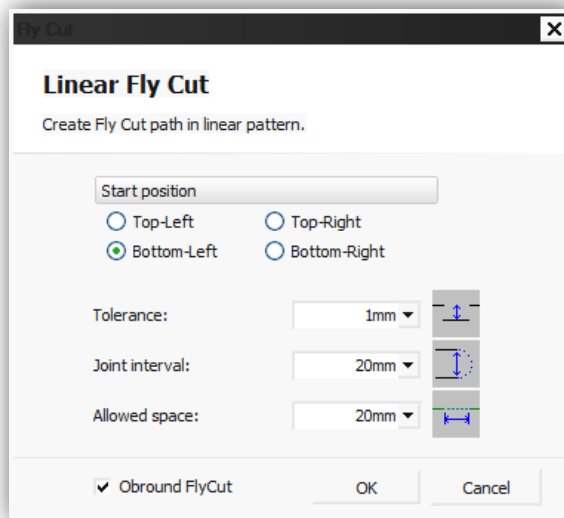 Fly Cut
Linear Fly Cut
Create Fly Cut path in linear pattern.
Start position
Top-Left Top-Right
Bottom-Left Bottom-Right
Tolerance: 1mm
Joint interval: 20mm
Allowed space: 20mm
Obround FlyCut OK Cancel